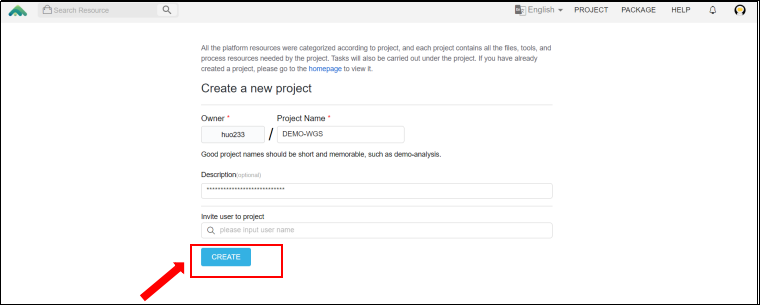 Search Resource
English PROJECT PACKAGE HELP
All the platform resources were categorized according to project, and each project contains all the files, tools, and
process resources needed by the project. Tasks will also be carried out under the project. If you have already
created a project, please go to the homepage to view it.
Create a new project
Owner * Project Name *
huo233 / DEMO-WGS
Good project names should be short and memorable, such as demo-analysis.
Description(optional)
****************************
Invite user to project
please input user name
CREATE